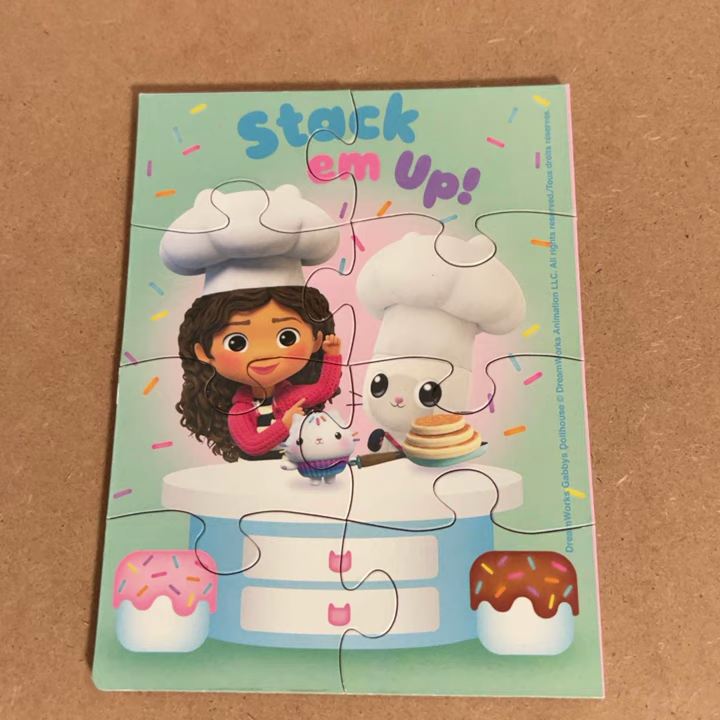 Stack
em Up!
DreamWorks Gabbys Dollhouse © DreamWorks Animation LLC. All rights reserved./Tous droits réservés.